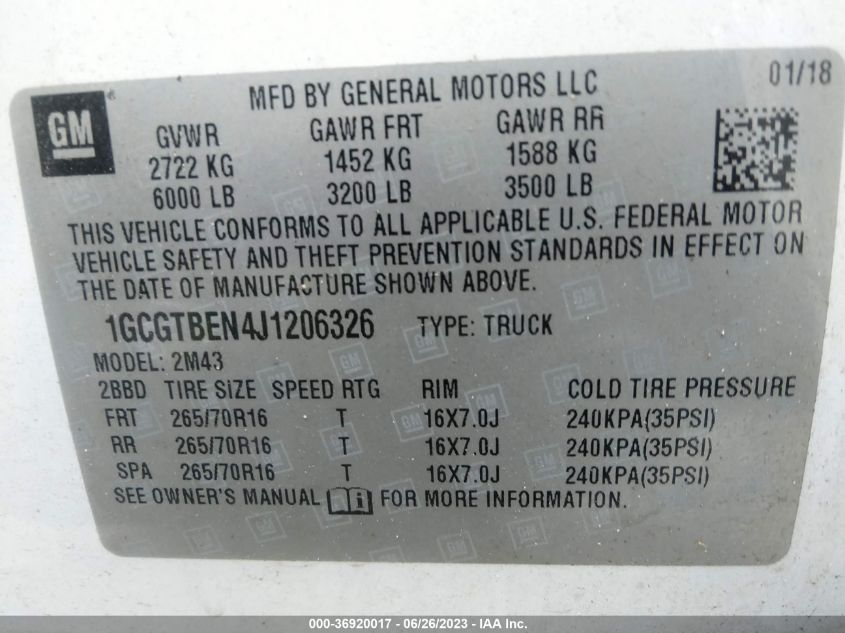 MFD BY GENERAL MOTORS LLC 01/18
GM
GVWR GAWR FRT GAWR RR
2722 KG 1452 KG 1588 KG
6000 LB 3200 LB 3500 LB
THIS VEHICLE CONFORMS TO ALL APPLICABLE U.S. FEDERAL MOTOR
VEHICLE SAFETY AND THEFT PREVENTION STANDARDS IN EFFECT ON
THE DATE OF MANUFACTURE SHOWN ABOVE.
1GCGTBEN4J1206326 TYPE: TRUCK
MODEL: 2M43
2BBD TIRE SIZE SPEED RTG RIM COLD TIRE PRESSURE
FRT 265/70R16 T 16X7.0J 240KPA(35PSI)
RR 265/70R16 T 16X7.0J 240KPA(35PSI)
SPA 265/70R16 T 16X7.0J 240KPA(35PSI)
SEE OWNER'S MANUAL i FOR MORE INFORMATION.
000-36920017 - 06/26/2023 - IAA Inc.